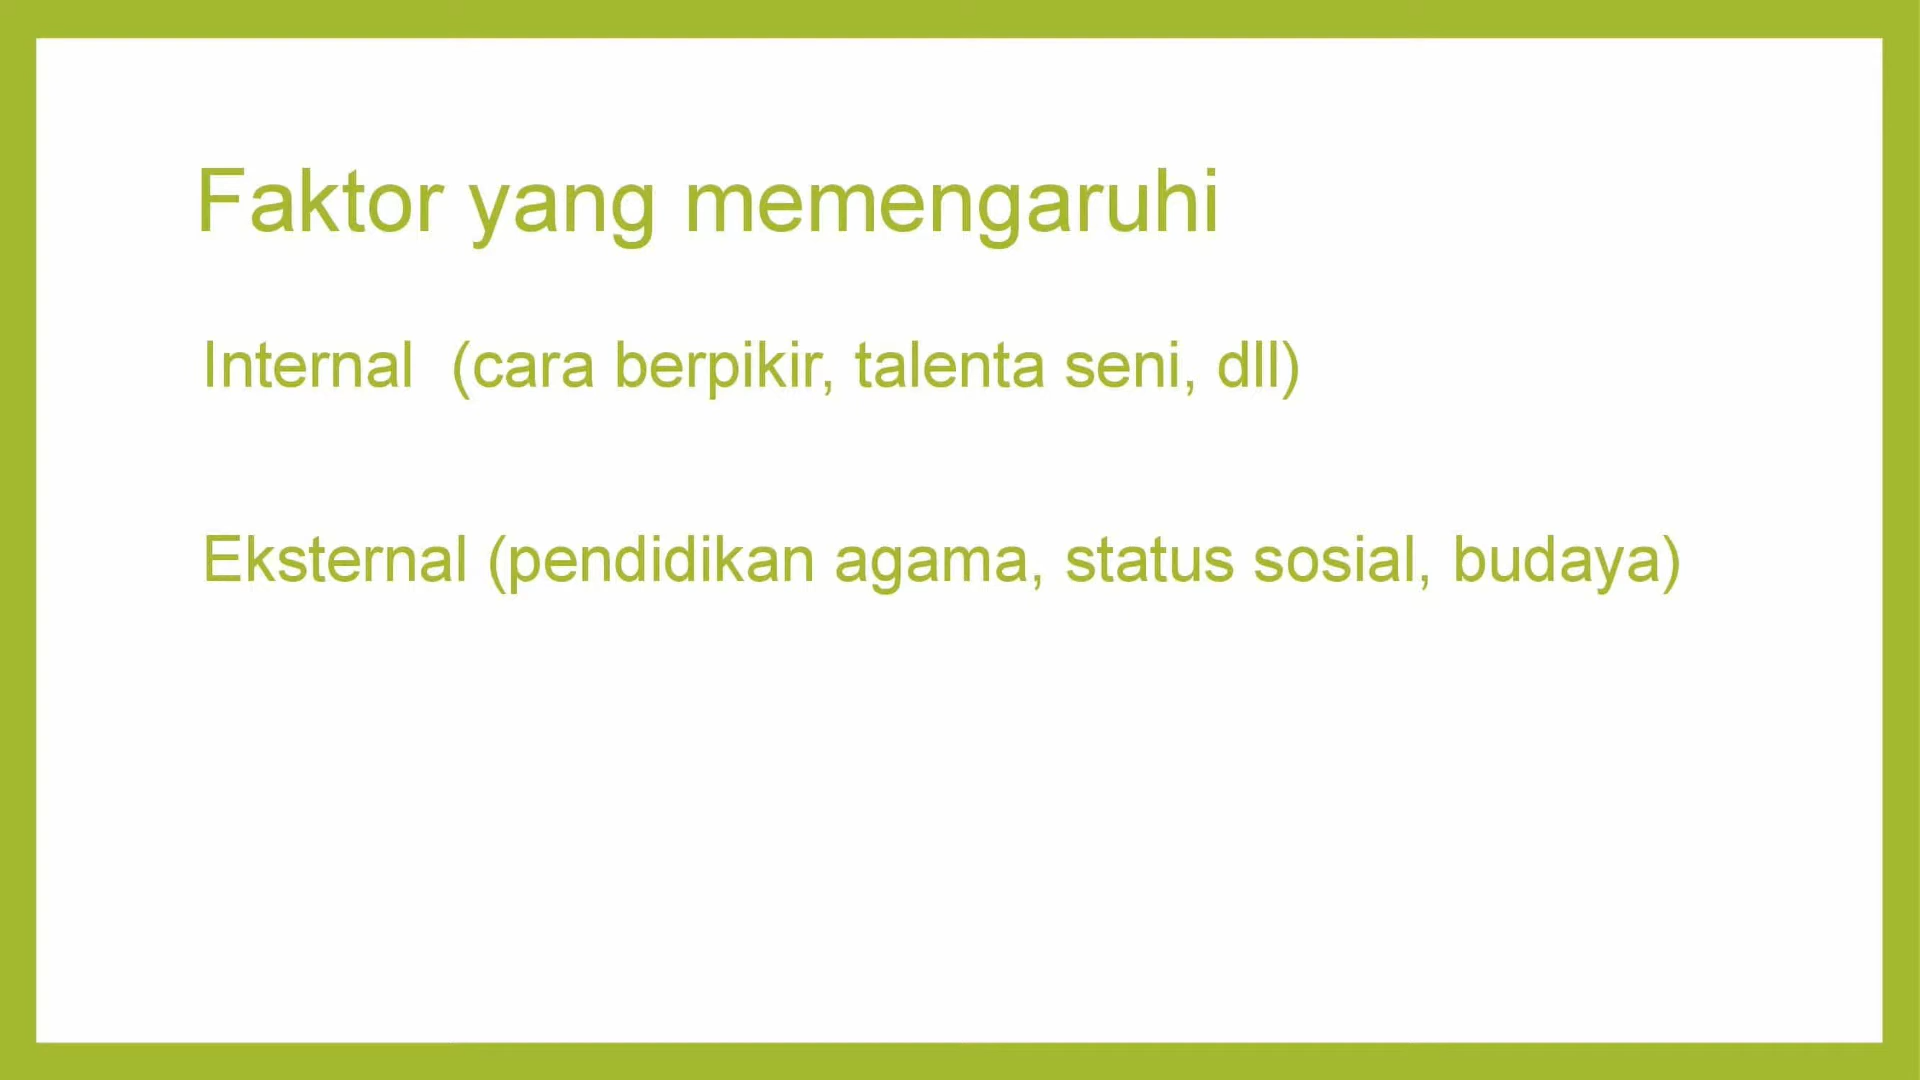 Faktor yang memengaruhi
Internal  (cara berpikir, talenta seni, dll)
Eksternal (pendidikan agama, status sosial, budaya)